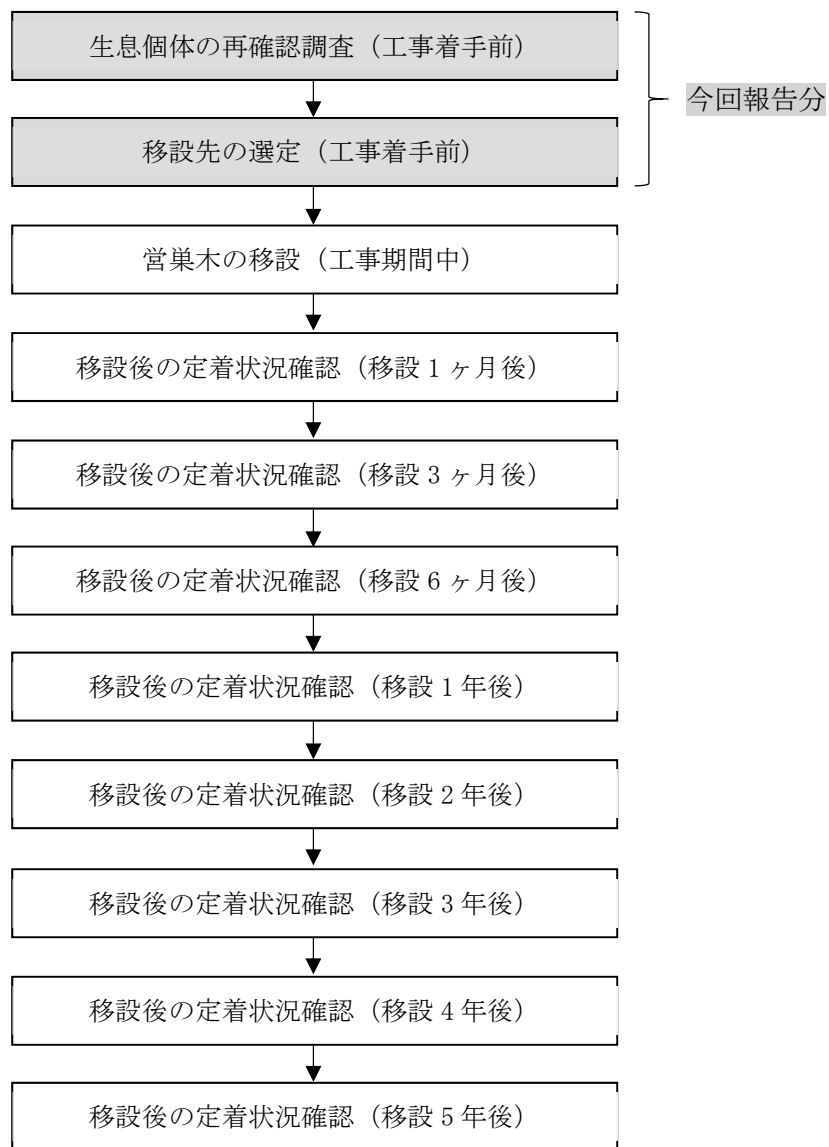 生息個体の再確認調査（工事着手前）
今回報告分
移設先の選定（工事着手前）
営巣木の移設（工事期間中）
移設後の定着状況確認（移設 1 ヶ月後）
移設後の定着状況確認（移設 3 ヶ月後）
移設後の定着状況確認（移設 6 ヶ月後）
移設後の定着状況確認（移設 1 年後）
移設後の定着状況確認（移設 2 年後）
移設後の定着状況確認（移設 3 年後）
移設後の定着状況確認（移設 4 年後）
移設後の定着状況確認（移設 5 年後）